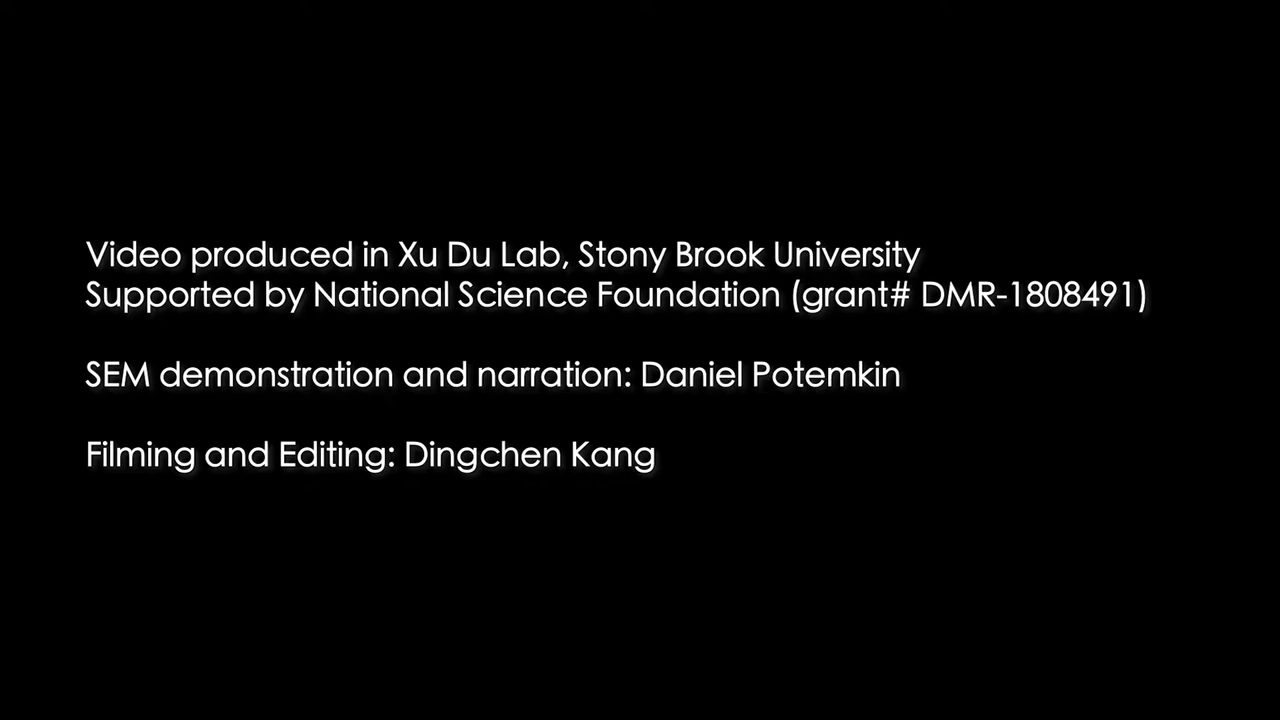 Video produced in Xu Du Lab, Stony Brook University
Supported by National Science Foundation (grant# DMR-1808491)
SEM demonstration and narration: Daniel Potemkin
Filming and Editing: Dingchen Kang